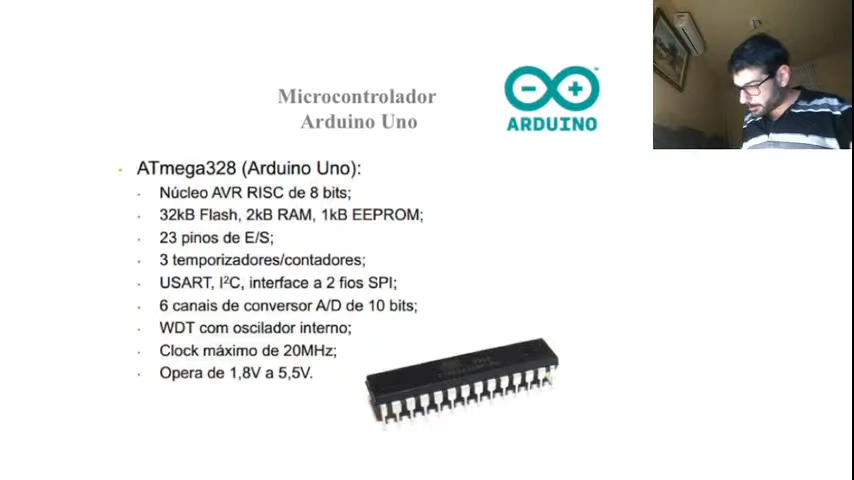 Microcontrolador
Arduino Uno
ARDUINO
ATmega328 (Arduino Uno):
Núcleo AVR RISC de 8 bits;
32kB Flash, 2kB RAM, 1kB EEPROM;
23 pinos de E/S;
3 temporizadores/contadores;
USART, I²C, interface a 2 fios SPI;
6 canais de conversor A/D de 10 bits;
WDT com oscilador interno;
Clock máximo de 20MHz;
Opera de 1,8V a 5,5V.